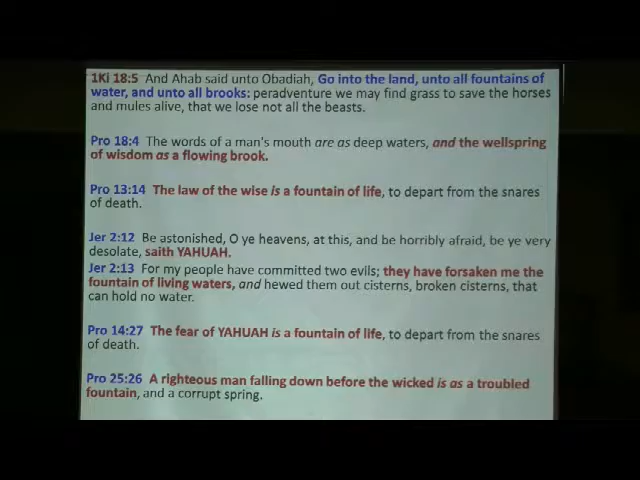 1Ki 18:5  And Ahab said unto Obadiah, Go into the land, unto all fountains of
water, and unto all brooks: peradventure we may find grass to save the horses
and mules alive, that we lose not all the beasts.
Pro 18:4  The words of a man's mouth are as deep waters, and the wellspring
of wisdom as a flowing brook.
Pro 13:14  The law of the wise is a fountain of life, to depart from the snares
of death.
Jer 2:12  Be astonished, O ye heavens, at this, and be horribly afraid, be ye very
desolate, saith YAHUAH.
Jer 2:13  For my people have committed two evils; they have forsaken me the
fountain of living waters, and hewed them out cisterns, broken cisterns, that
can hold no water.
Pro 14:27  The fear of YAHUAH is a fountain of life, to depart from the snares
of death.
Pro 25:26  A righteous man falling down before the wicked is as a troubled
fountain, and a corrupt spring.